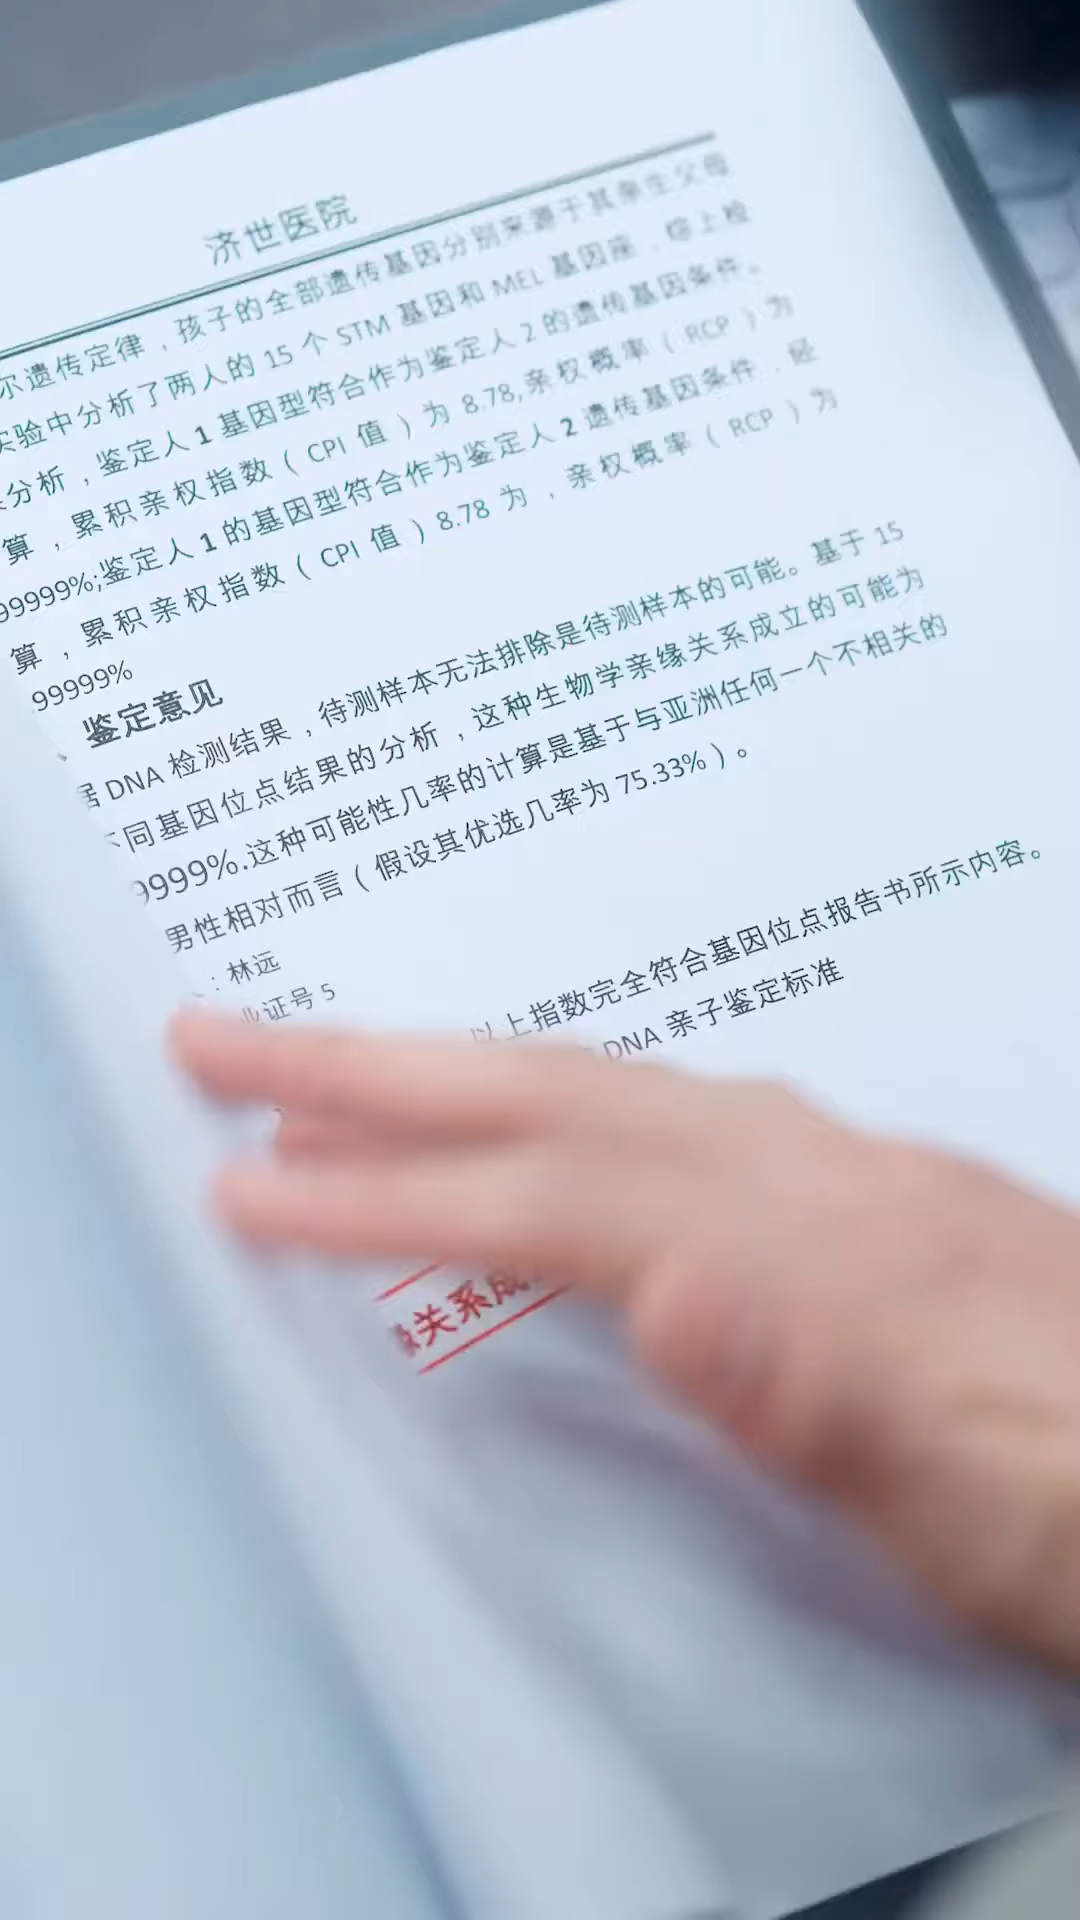 济世医院
尔遗传定律，孩子的全部遗传基因分别来源于其亲生父母
实验中分析了两人的 15 个 STM 基因和 MEL 基因座．综上检
分析，鉴定人 1 基因型符合作为鉴定人 2 的遗传基因条件。
算，累积亲权指数（CPI 值）为 8.78,亲权概率（RCP）为
99999%;鉴定人 1 的基因型符合作为鉴定人 2 遗传基因条件．经
算，累积亲权指数（CPI 值）8.78 为，亲权概率（RCP）为
99999%
鉴定意见
据 DNA 检测结果，待测样本无法排除是待测样本的可能。基于 15
不同基因位点结果的分析，这种生物学亲缘关系成立的可能为
9999%.这种可能性几率的计算是基于与亚洲任何一个不相关的
男性相对而言（假设其优选几率为 75.33%）。
：林远
业证号 5
以上指数完全符合基因位点报告书所示内容。
DNA 亲子鉴定标准
缘关系成